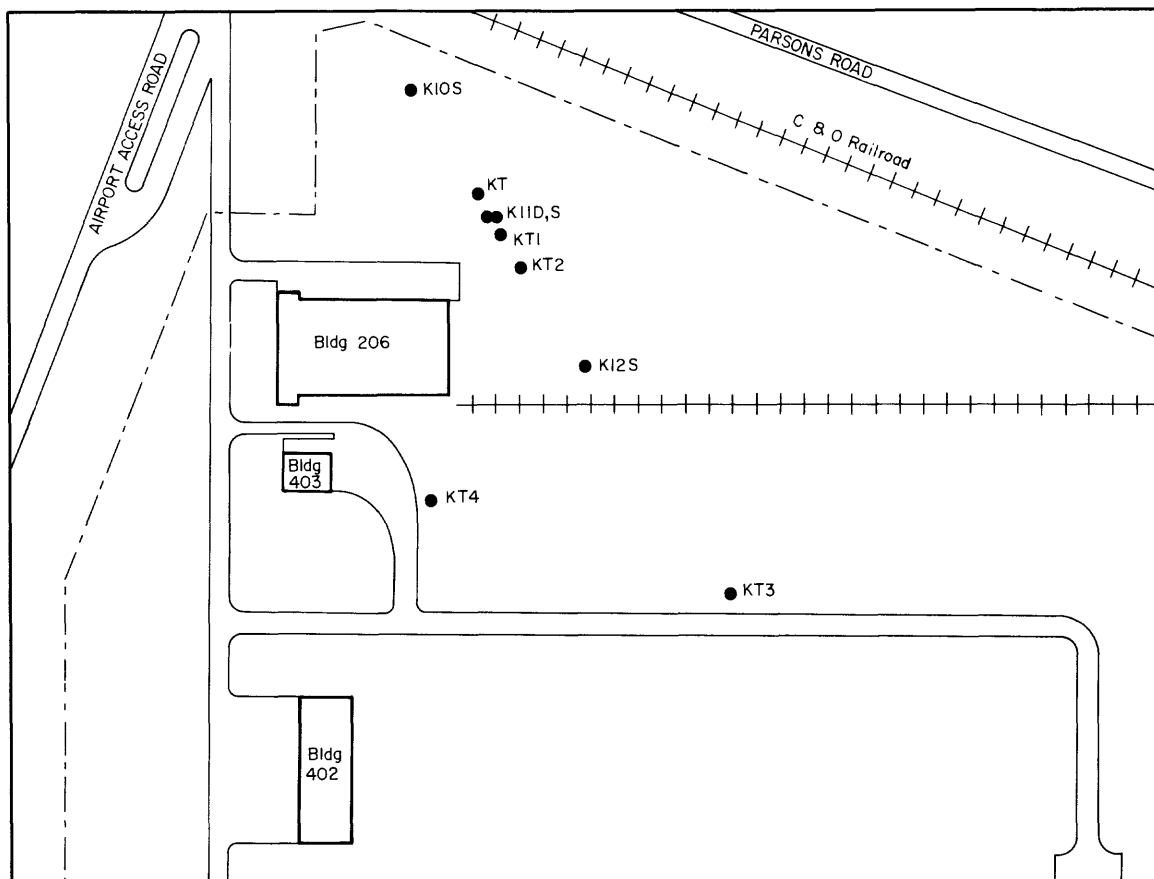 PARSONS ROAD
AIRPORT ACCESS ROAD
K10S
C & O Railroad
KT
K11D,S
KT1
KT2
Bldg 206
K12S
Bldg
403
KT4
KT3
Bldg
402